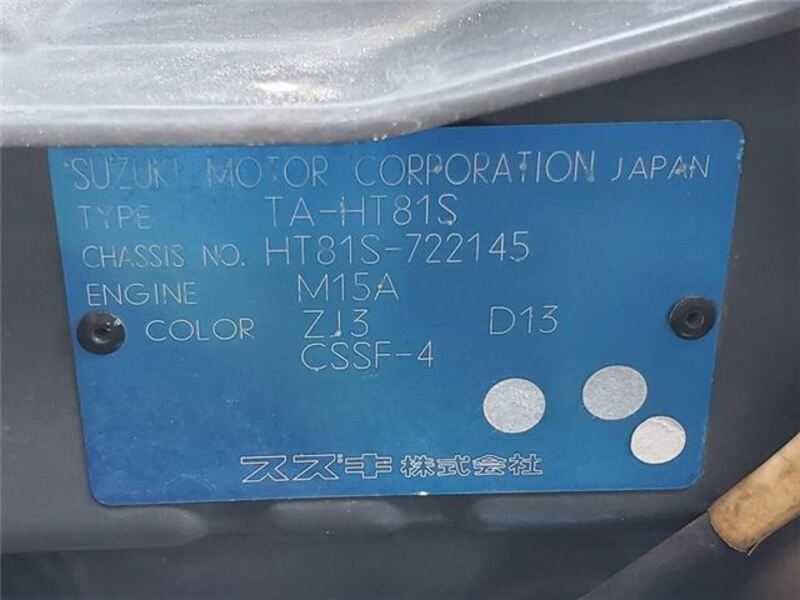 SUZUKI MOTOR CORPORATION JAPAN
TYPE TA-HT81S
CHASSIS NO. HT81S-722145
ENGINE M15A
COLOR ZJ3 D13
CSSF-4
スズキ株式会社